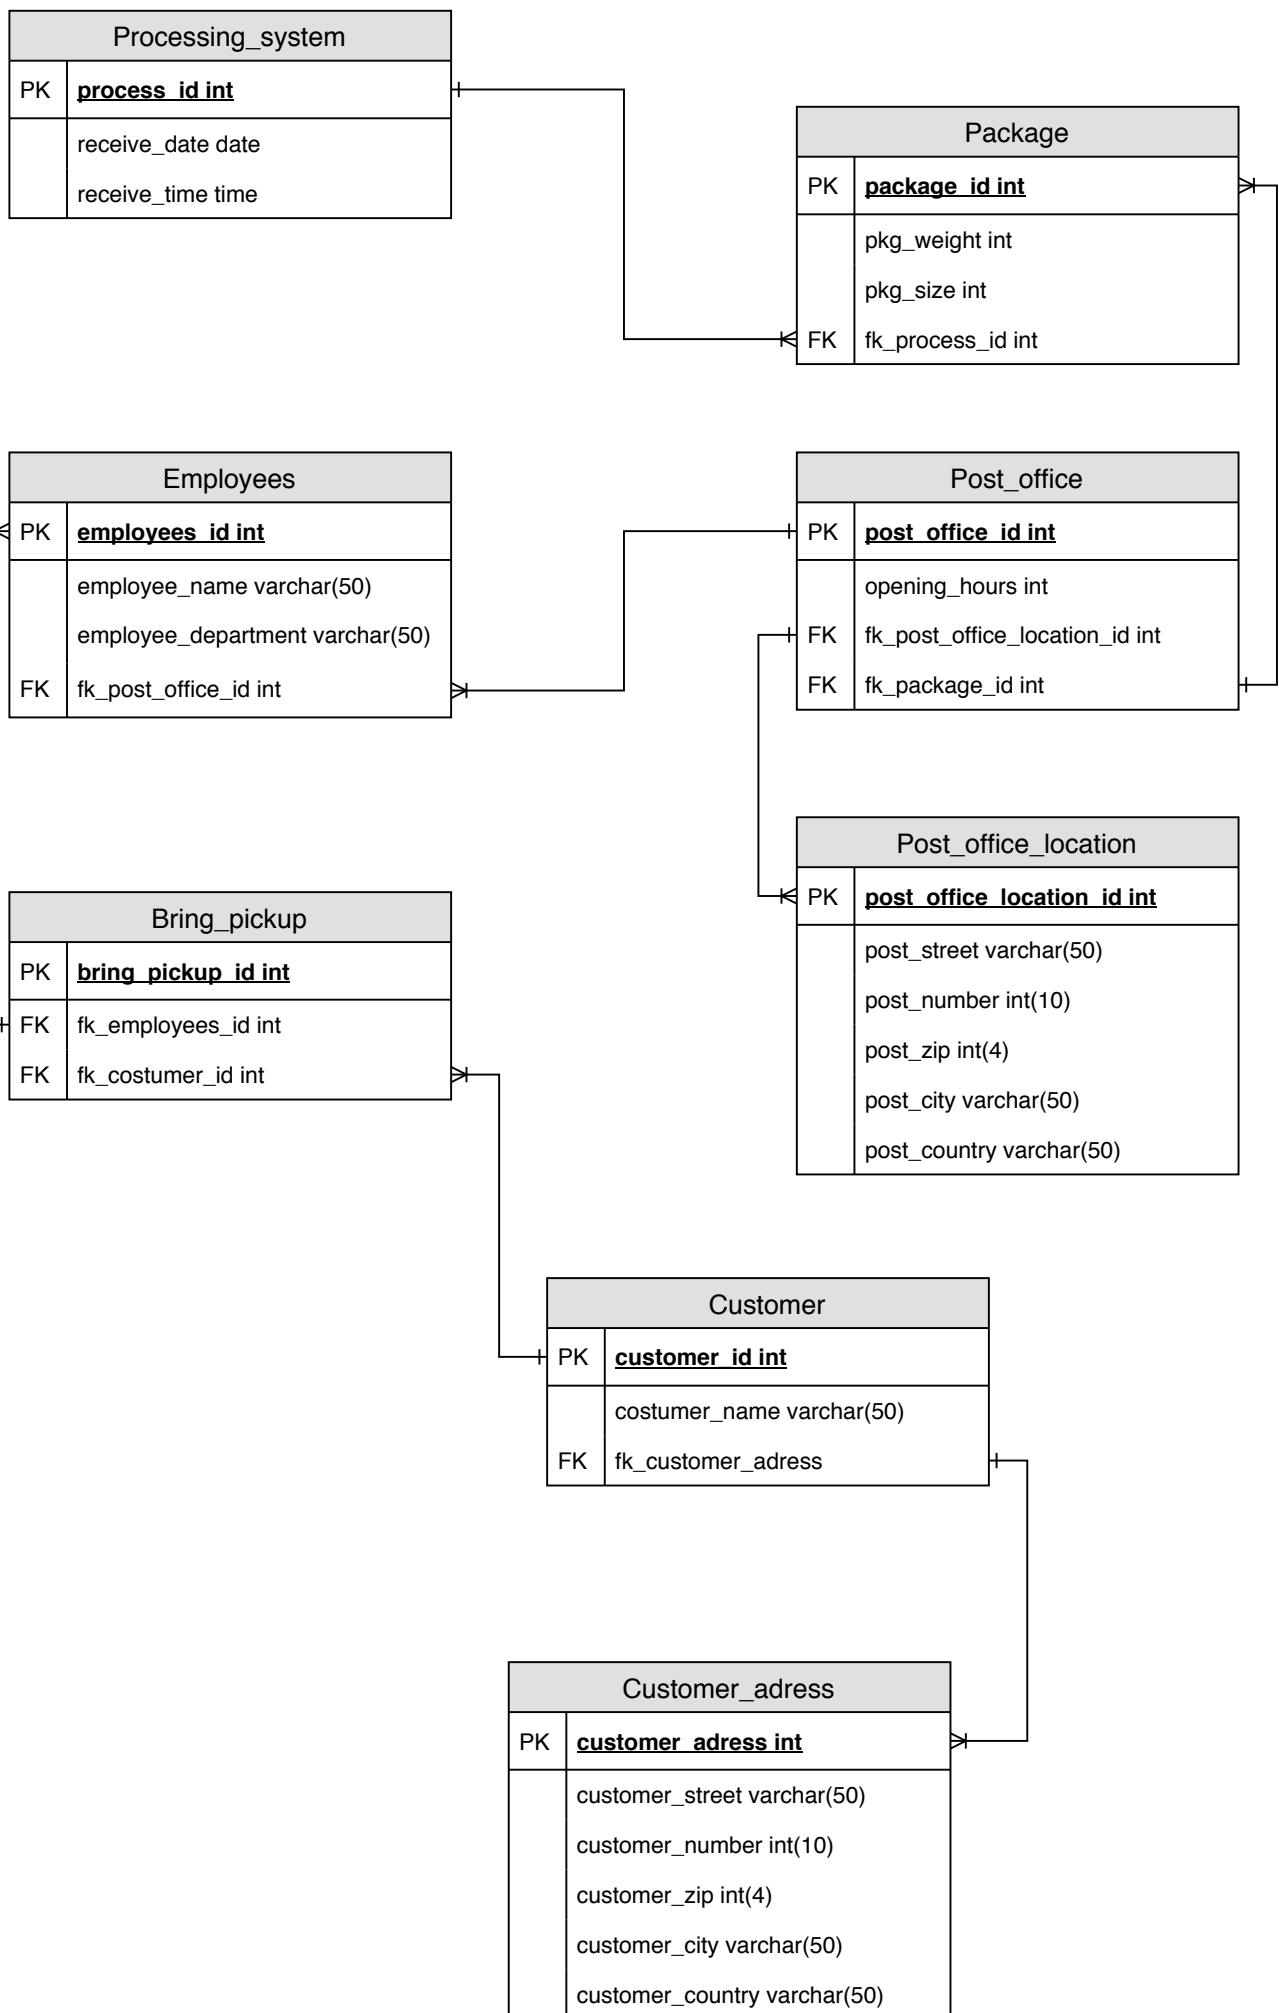 Processing_system
PK process_id int
receive_date date
receive_time time
Package
PK package_id int
pkg_weight int
pkg_size int
FK fk_process_id int
Employees
PK employees_id int
employee_name varchar(50)
employee_department varchar(50)
FK fk_post_office_id int
Post_office
PK post_office_id int
opening_hours int
FK fk_post_office_location_id int
FK fk_package_id int
Post_office_location
PK post_office_location_id int
post_street varchar(50)
post_number int(10)
post_zip int(4)
post_city varchar(50)
post_country varchar(50)
Bring_pickup
PK bring_pickup_id int
FK fk_employees_id int
FK fk_costumer_id int
Customer
PK customer_id int
costumer_name varchar(50)
FK fk_customer_adress
Customer_adress
PK customer_adress int
customer_street varchar(50)
customer_number int(10)
customer_zip int(4)
customer_city varchar(50)
customer_country varchar(50)